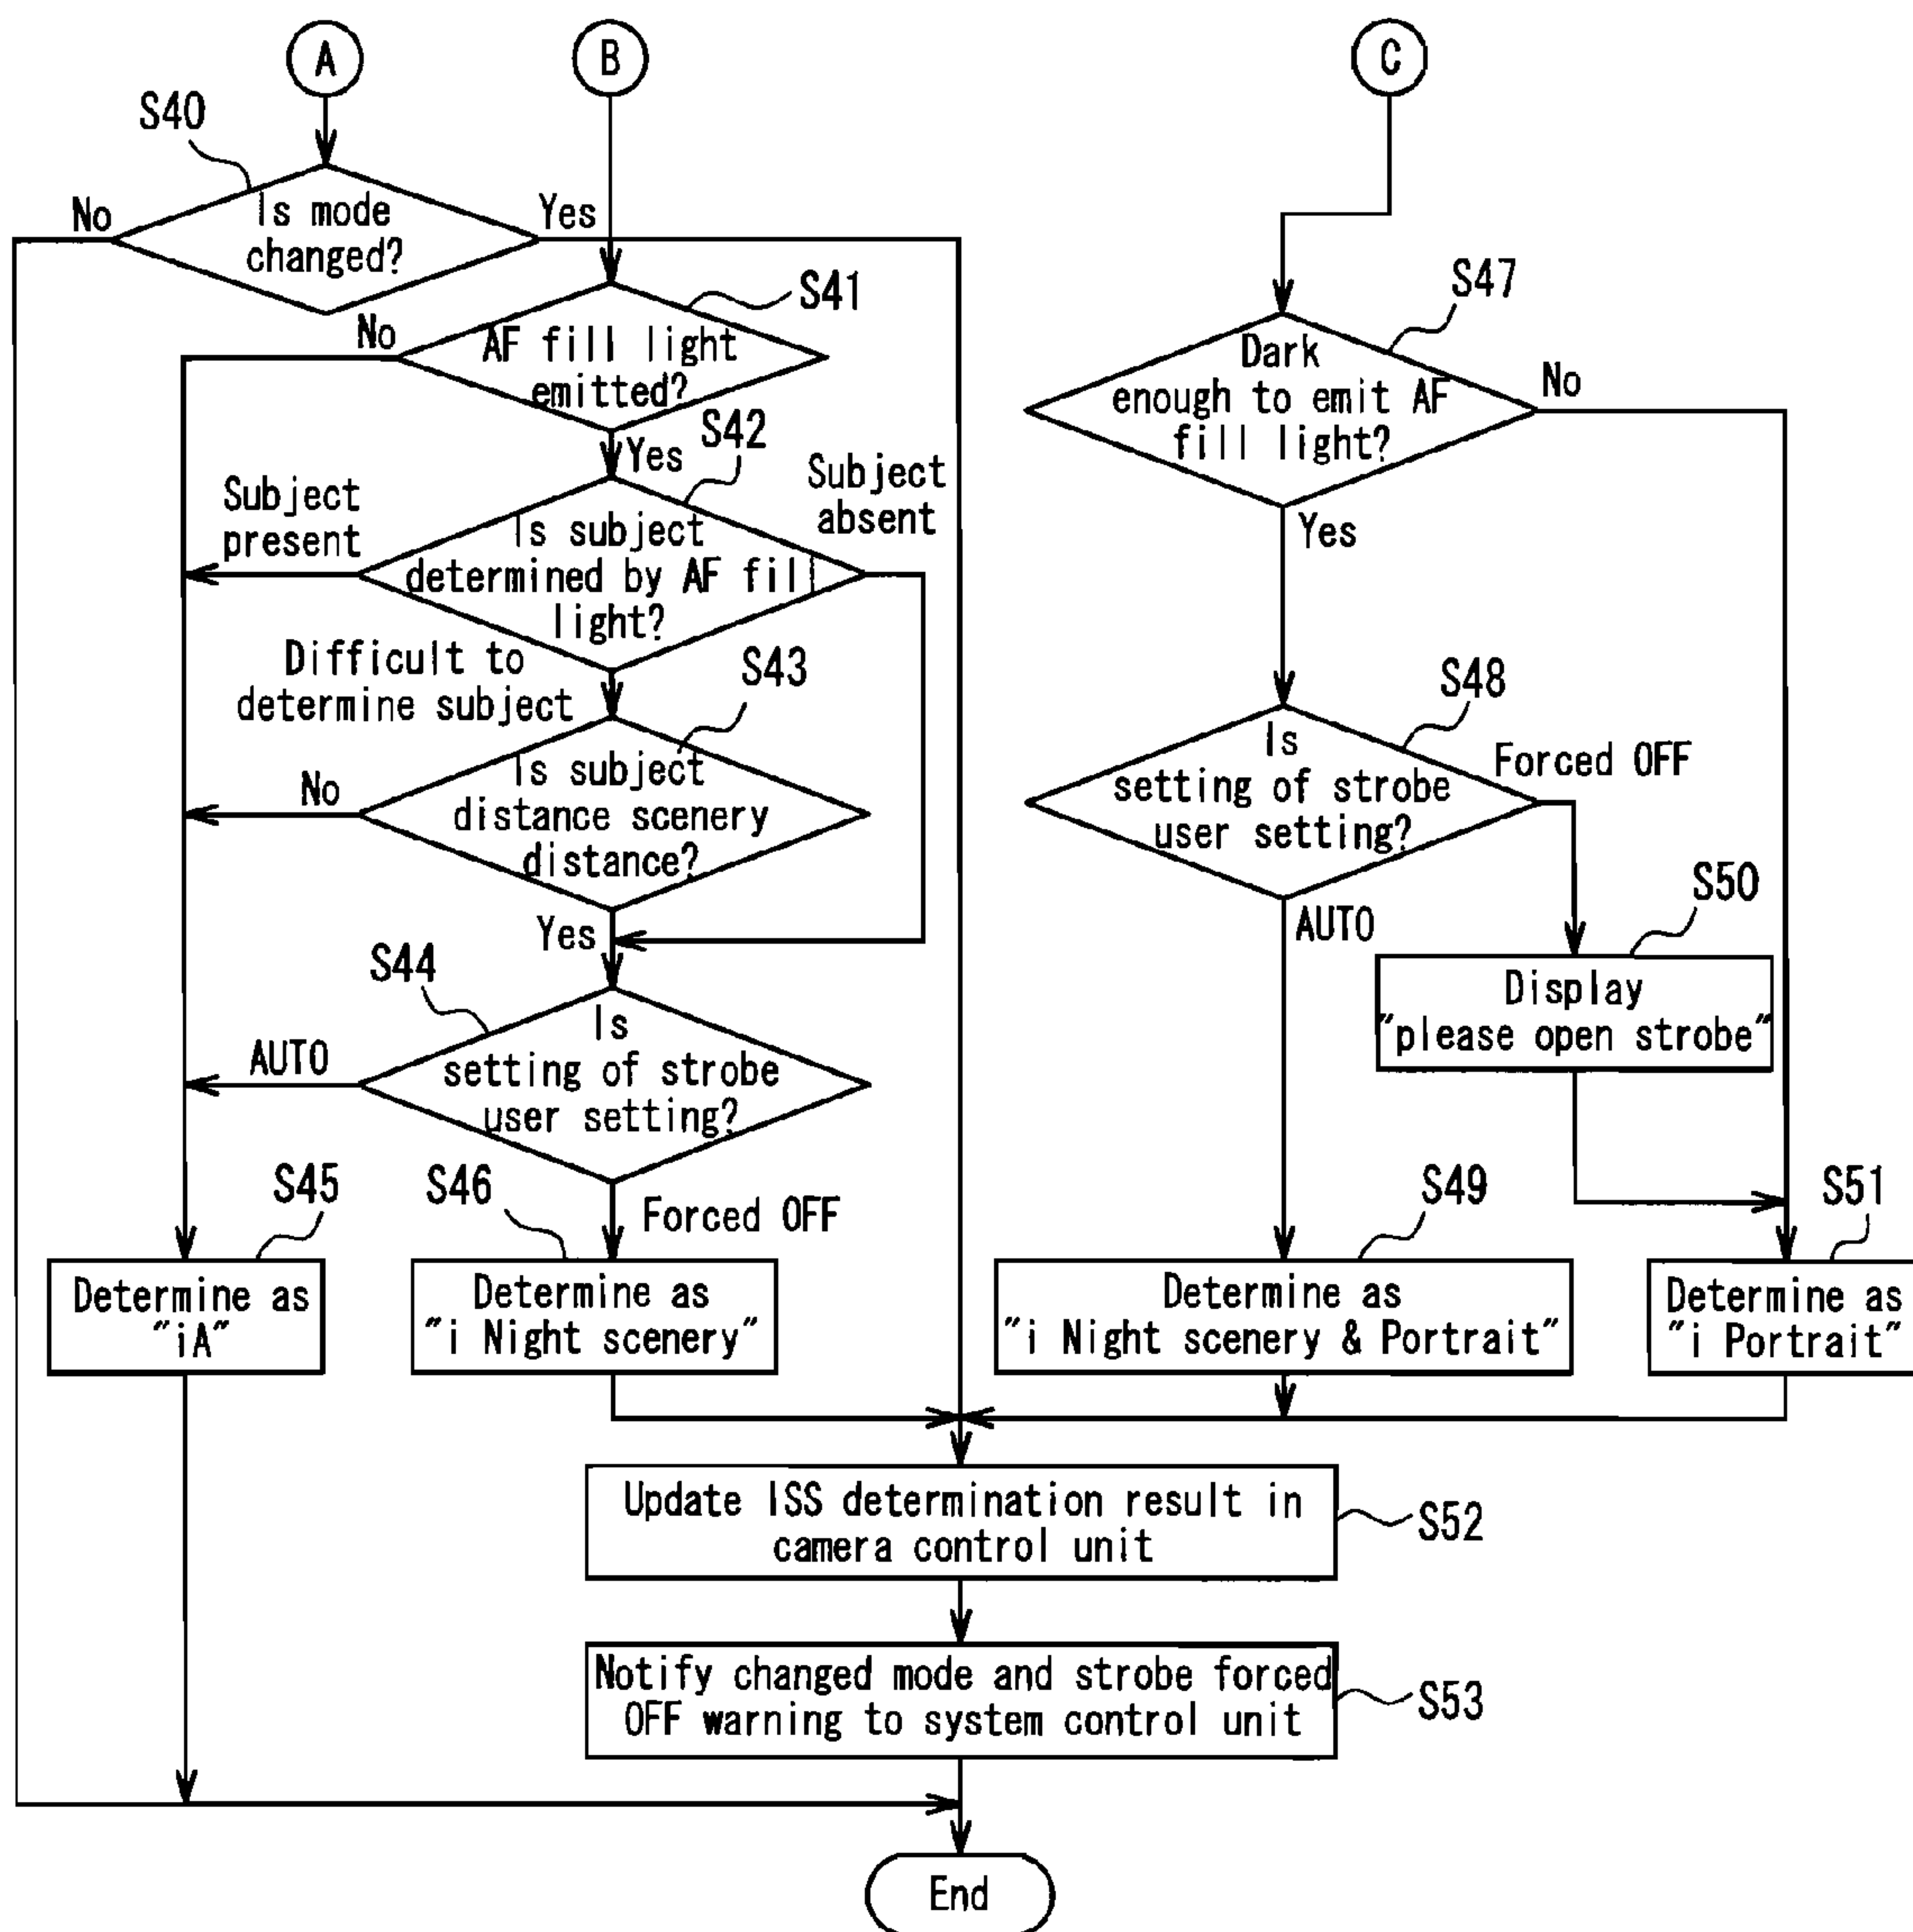 A
B
C
S40
Is mode
changed?
No
Yes
S41
AF fill light
emitted?
No
Yes
S42
Is subject
determined by AF fill
light?
Subject
present
Subject
absent
Difficult to
determine subject
S43
Is subject
distance scenery
distance?
No
Yes
S44
Is
setting of strobe
user setting?
AUTO
Forced OFF
S45
Determine as
"iA"
S46
Determine as
"i Night scenery"
S47
Dark
enough to emit AF
fill light?
No
Yes
S48
Is
setting of strobe
user setting?
Forced OFF
AUTO
S50
Display
"please open strobe"
S49
Determine as
"i Night scenery & Portrait"
S51
Determine as
"i Portrait"
Update ISS determination result in
camera control unit
S52
Notify changed mode and strobe forced
OFF warning to system control unit
S53
End